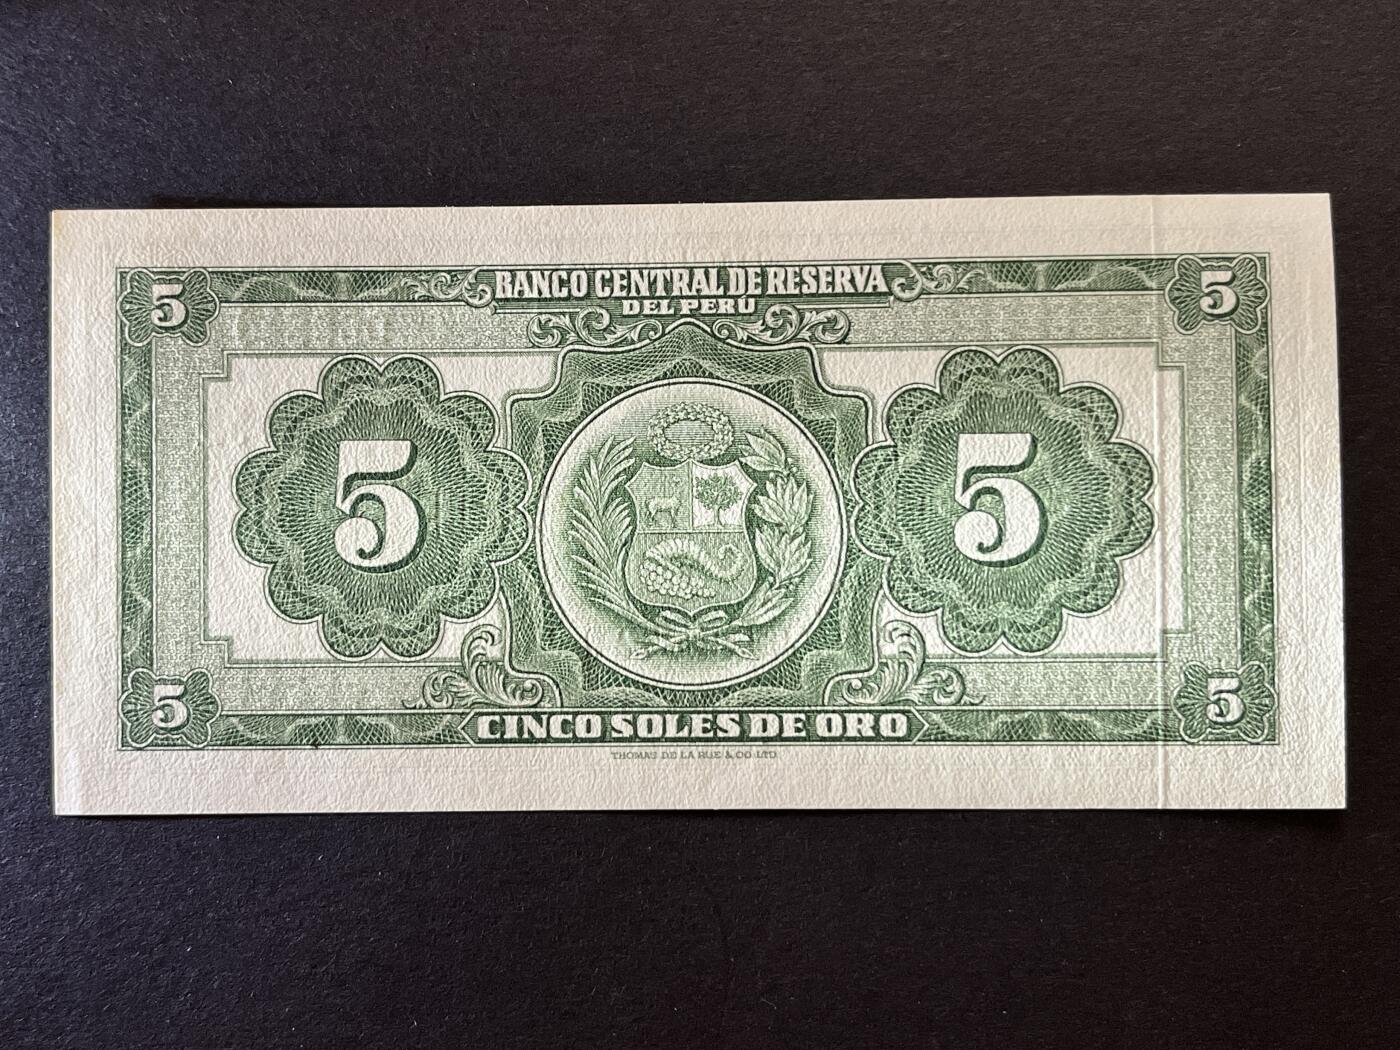 5 BANCO CENTRAL DE RESERVA 5
DEL PERU
5 5
5 CINCO SOLES DE ORO 5
THOMAS DE LA RUE & CO. LTD.